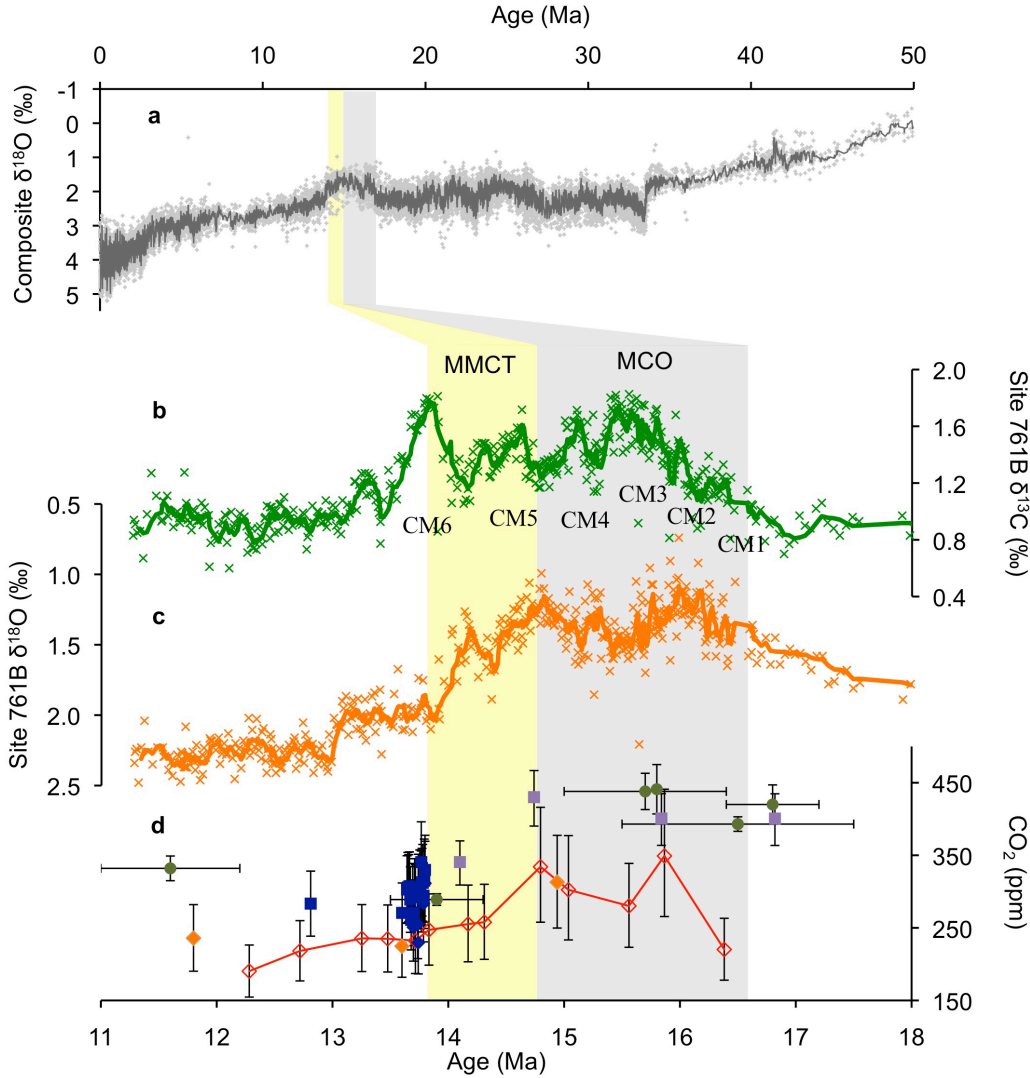 Age (Ma)
0 10 20 30 40 50
Composite δ¹⁸O (‰)
-1
0
1
2
3
4
5
a
MMCT MCO
b
2.0
1.6
1.2
0.8
0.4
Site 761B δ¹³C (‰)
CM6 CM5 CM4 CM3 CM2 CM1
Site 761B δ¹⁸O (‰)
0.5
1.0
1.5
2.0
2.5
c
d
450
350
250
150
CO₂ (ppm)
11 12 13 14 15 16 17 18
Age (Ma)